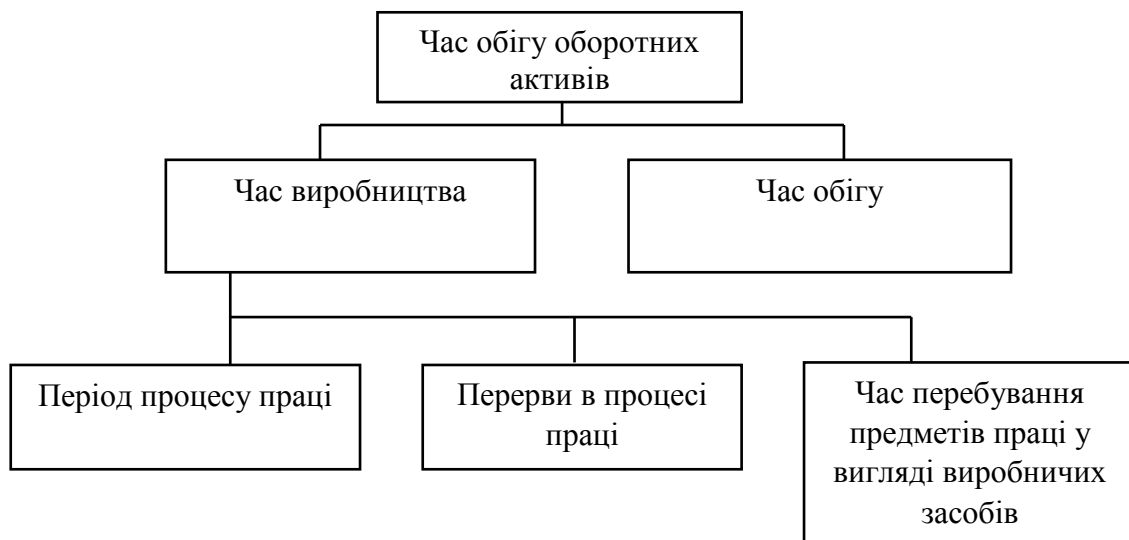 Час обігу оборотних
активів
Час виробництва
Час обігу
Період процесу праці
Перерви в процесі
праці
Час перебування
предметів праці у
вигляді виробничих
засобів